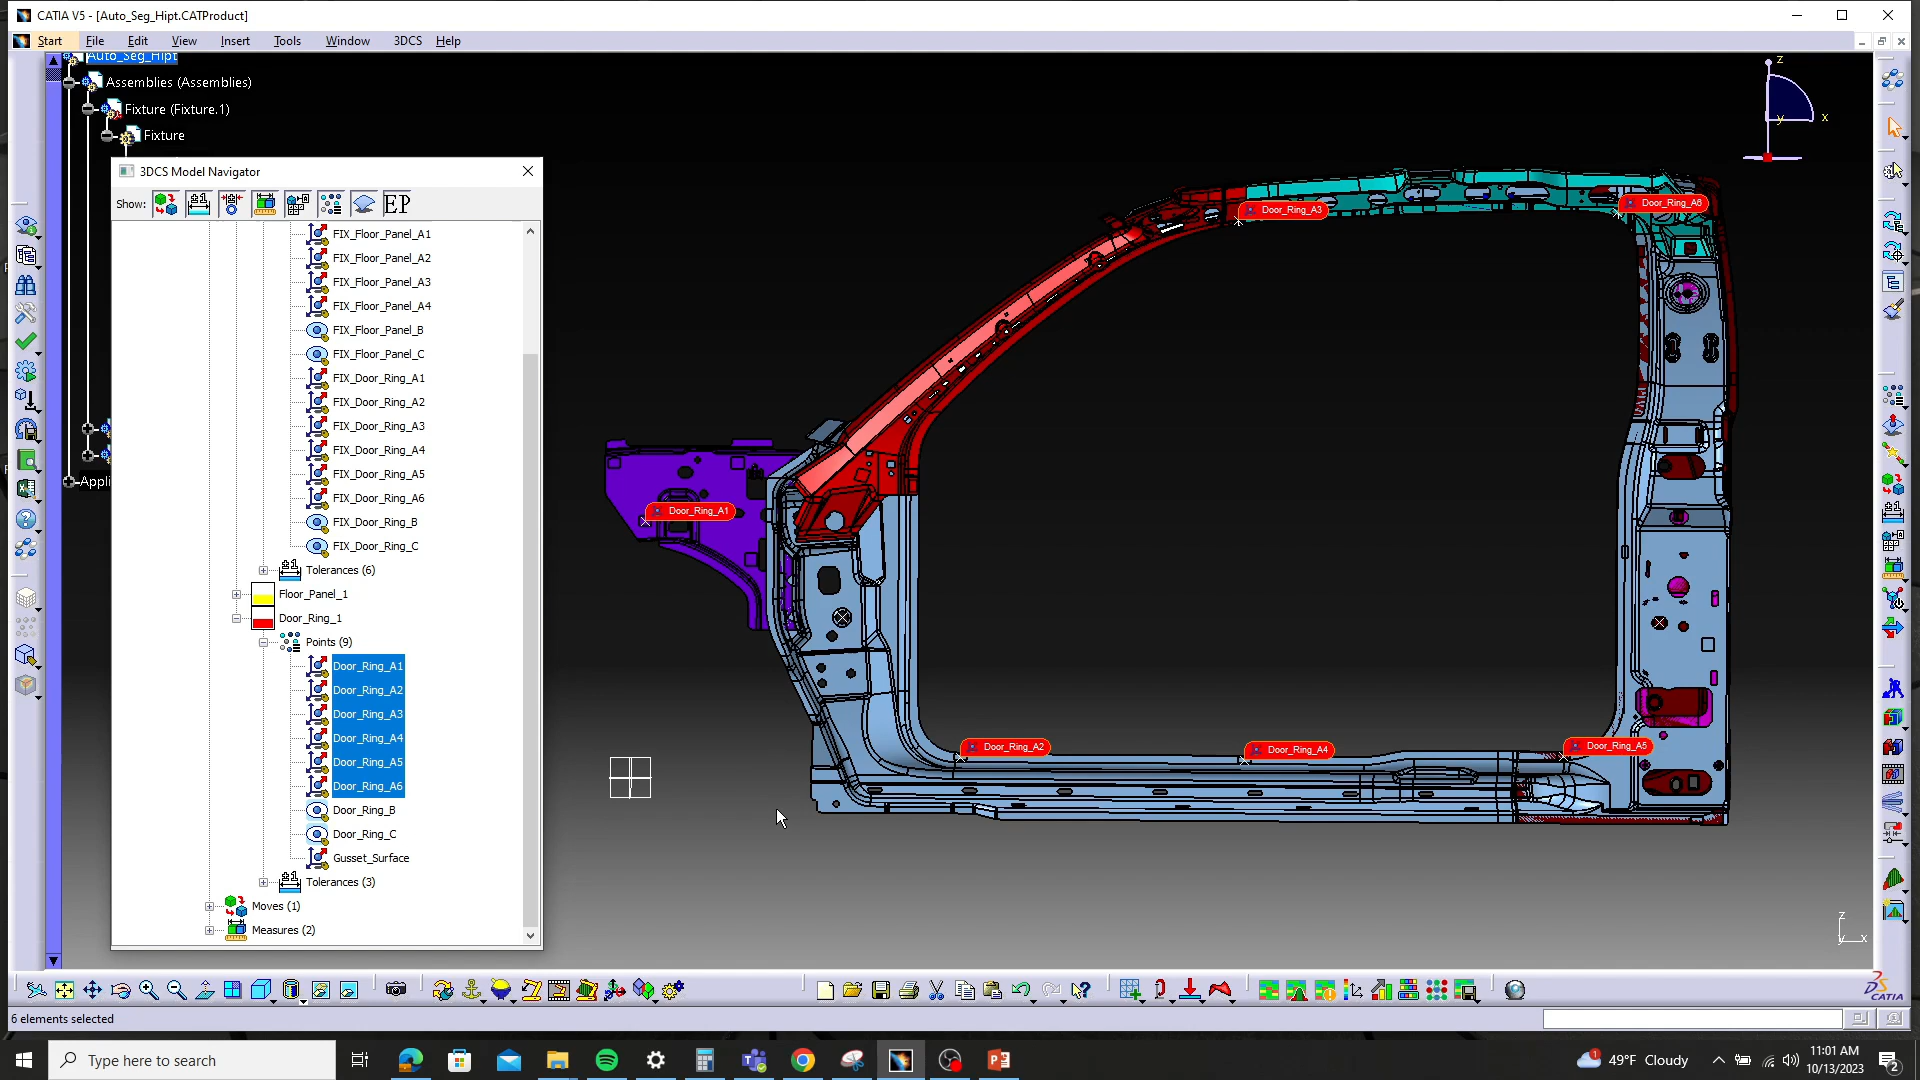 CATIA V5 - [Auto_Seg_Hipt.CATProduct]
Start File Edit View Insert Tools Window 3DCS Help
Auto_Seg_Hipt
Assemblies (Assemblies)
Fixture (Fixture.1)
Fixture
Appli
3DCS Model Navigator
Show: EP
FIX_Floor_Panel_A1
FIX_Floor_Panel_A2
FIX_Floor_Panel_A3
FIX_Floor_Panel_A4
FIX_Floor_Panel_B
FIX_Floor_Panel_C
FIX_Door_Ring_A1
FIX_Door_Ring_A2
FIX_Door_Ring_A3
FIX_Door_Ring_A4
FIX_Door_Ring_A5
FIX_Door_Ring_A6
FIX_Door_Ring_B
FIX_Door_Ring_C
Tolerances (6)
Floor_Panel_1
Door_Ring_1
Points (9)
Door_Ring_A1
Door_Ring_A2
Door_Ring_A3
Door_Ring_A4
Door_Ring_A5
Door_Ring_A6
Door_Ring_B
Door_Ring_C
Gusset_Surface
Tolerances (3)
Moves (1)
Measures (2)
z
y x
Door_Ring_A3
Door_Ring_A6
Door_Ring_A1
Door_Ring_A2
Door_Ring_A4
Door_Ring_A5
z
y x
CATIA
6 elements selected
Type here to search
49°F Cloudy
11:01 AM
10/13/2023